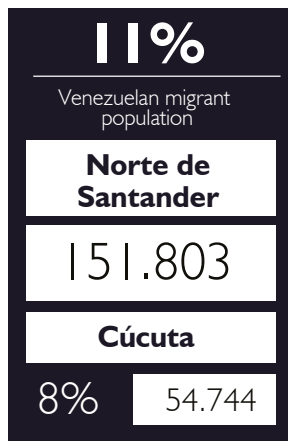 11%
Venezuelan migrant
population
Norte de
Santander
151.803
Cúcuta
8% 54.744